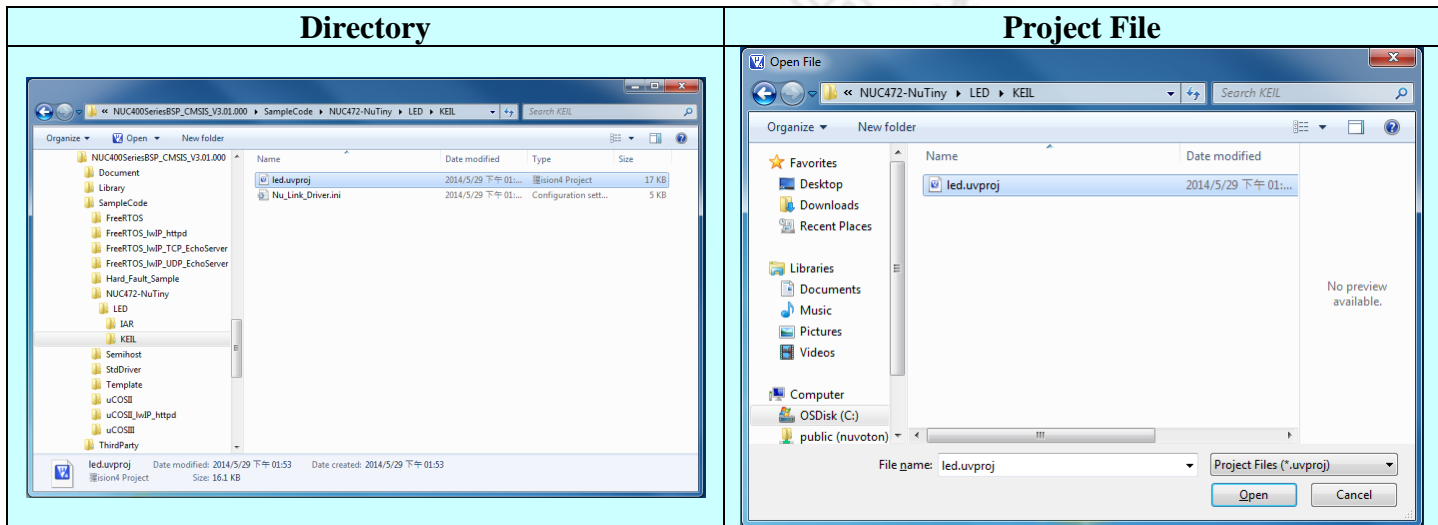 Directory
Project File
« NUC400SeriesBSP_CMSIS_V3.01.000 ▸ SampleCode ▸ NUC472-NuTiny ▸ LED ▸ KEIL
Search KEIL
Organize ▾ Open ▾ New folder
NUC400SeriesBSP_CMSIS_V3.01.000
Document
Library
SampleCode
FreeRTOS
FreeRTOS_lwIP_httpd
FreeRTOS_lwIP_TCP_EchoServer
FreeRTOS_lwIP_UDP_EchoServer
Hard_Fault_Sample
NUC472-NuTiny
LED
IAR
KEIL
Semihost
StdDriver
Template
uCOSII
uCOSII_lwIP_httpd
uCOSIII
ThirdParty
Name Date modified Type Size
led.uvproj 2014/5/29 下午 01:... ision4 Project 17 KB
Nu_Link_Driver.ini 2014/5/29 下午 01:... Configuration sett... 5 KB
led.uvproj Date modified: 2014/5/29 下午 01:53 Date created: 2014/5/29 下午 01:53
ision4 Project Size: 16.1 KB
Open File
« NUC472-NuTiny ▸ LED ▸ KEIL
Search KEIL
Organize ▾ New folder
Favorites
Desktop
Downloads
Recent Places
Libraries
Documents
Music
Pictures
Videos
Computer
OSDisk (C:)
public (nuvoton)
Name Date modified
led.uvproj 2014/5/29 下午 01:...
No preview
available.
File name: led.uvproj
Project Files (*.uvproj)
Open Cancel